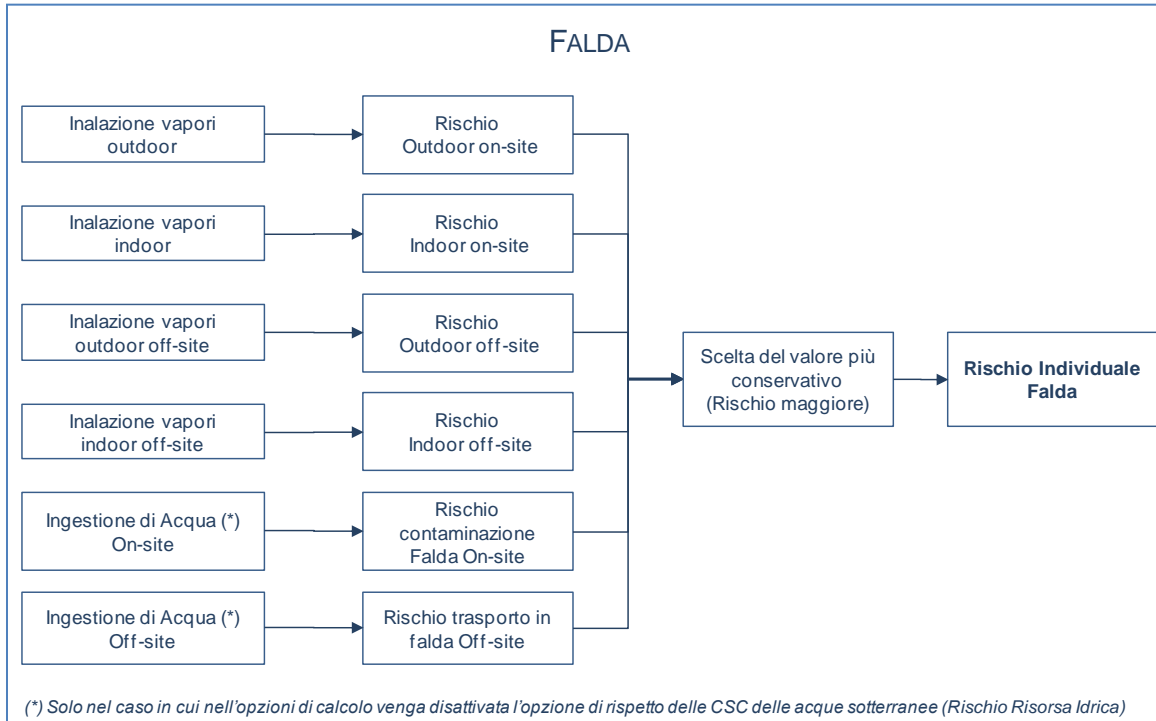 FALDA
Inalazione vapori
outdoor
Rischio
Outdoor on-site
Inalazione vapori
indoor
Rischio
Indoor on-site
Inalazione vapori
outdoor off-site
Rischio
Outdoor off-site
Inalazione vapori
indoor off-site
Rischio
Indoor off-site
Ingestione di Acqua (*)
On-site
Rischio
contaminazione
Falda On-site
Ingestione di Acqua (*)
Off-site
Rischio trasporto in
falda Off-site
Scelta del valore più
conservativo
(Rischio maggiore)
Rischio Individuale
Falda
(*) Solo nel caso in cui nell'opzioni di calcolo venga disattivata l'opzione di rispetto delle CSC delle acque sotterranee (Rischio Risorsa Idrica)